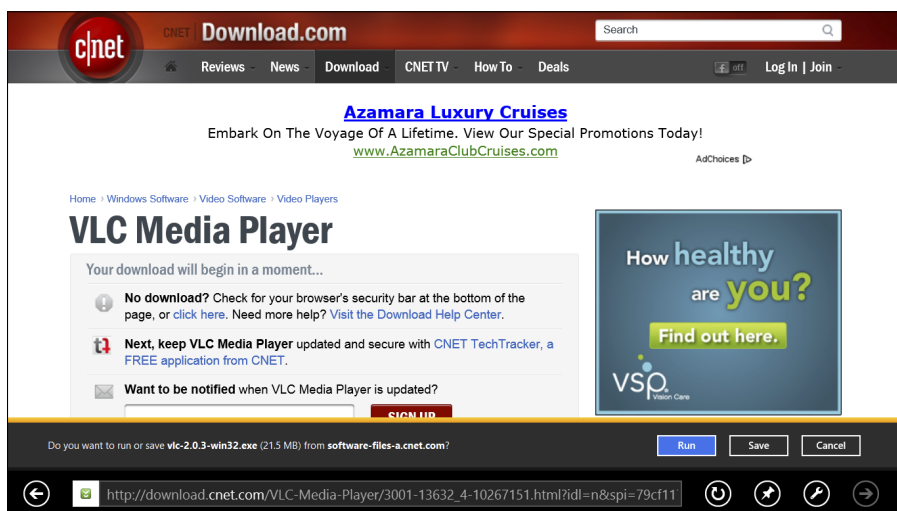 c|net
CNET Download.com
Search
Reviews News Download CNET TV How To Deals
f off Log In | Join
Azamara Luxury Cruises
Embark On The Voyage Of A Lifetime. View Our Special Promotions Today!
www.AzamaraClubCruises.com
AdChoices
Home › Windows Software › Video Software › Video Players
VLC Media Player
Your download will begin in a moment...
No download? Check for your browser's security bar at the bottom of the
page, or click here. Need more help? Visit the Download Help Center.
Next, keep VLC Media Player updated and secure with CNET TechTracker, a
FREE application from CNET.
Want to be notified when VLC Media Player is updated?
SIGN UP
How healthy
are you?
Find out here.
vsp.
Vision Care
Do you want to run or save vlc-2.0.3-win32.exe (21.5 MB) from software-files-a.cnet.com?
Run Save Cancel
http://download.cnet.com/VLC-Media-Player/3001-13632_4-10267151.html?idl=n&spi=79cf11